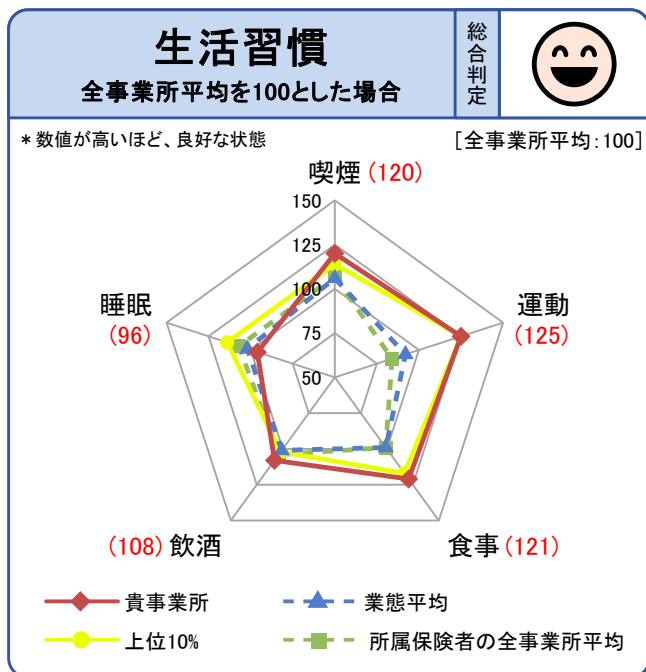 生活習慣
全事業所平均を100とした場合
総合判定
＊数値が高いほど、良好な状態
［全事業所平均：100］
喫煙(120)
150
125
100
75
50
睡眠
(96)
運動
(125)
(108)飲酒
食事(121)
貴事業所
業態平均
上位10%
所属保険者の全事業所平均